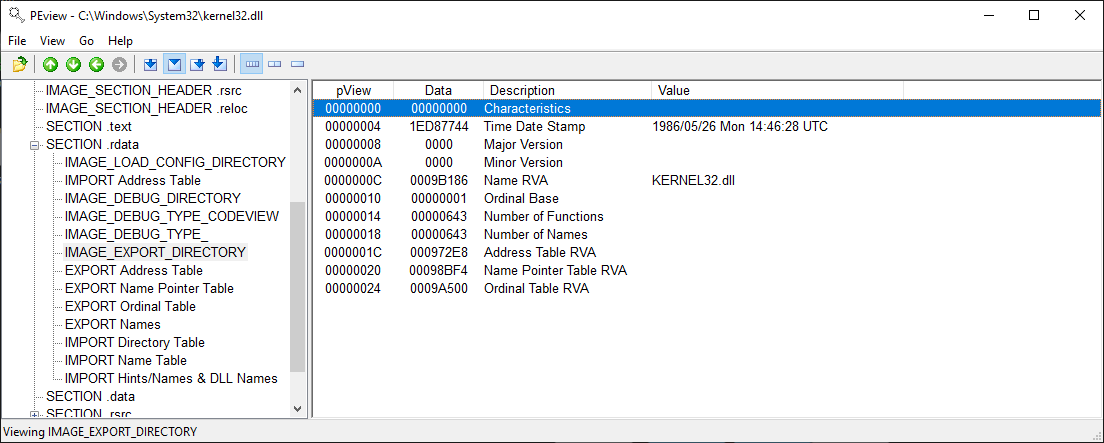 PEview - C:\Windows\System32\kernel32.dll
File View Go Help
IMAGE_SECTION_HEADER .rsrc
IMAGE_SECTION_HEADER .reloc
SECTION .text
SECTION .rdata
IMAGE_LOAD_CONFIG_DIRECTORY
IMPORT Address Table
IMAGE_DEBUG_DIRECTORY
IMAGE_DEBUG_TYPE_CODEVIEW
IMAGE_DEBUG_TYPE_
IMAGE_EXPORT_DIRECTORY
EXPORT Address Table
EXPORT Name Pointer Table
EXPORT Ordinal Table
EXPORT Names
IMPORT Directory Table
IMPORT Name Table
IMPORT Hints/Names & DLL Names
SECTION .data
SECTION .rsrc
pView Data Description Value
00000000 00000000 Characteristics
00000004 1ED87744 Time Date Stamp 1986/05/26 Mon 14:46:28 UTC
00000008 0000 Major Version
0000000A 0000 Minor Version
0000000C 0009B186 Name RVA KERNEL32.dll
00000010 00000001 Ordinal Base
00000014 00000643 Number of Functions
00000018 00000643 Number of Names
0000001C 000972E8 Address Table RVA
00000020 00098BF4 Name Pointer Table RVA
00000024 0009A500 Ordinal Table RVA
Viewing IMAGE_EXPORT_DIRECTORY